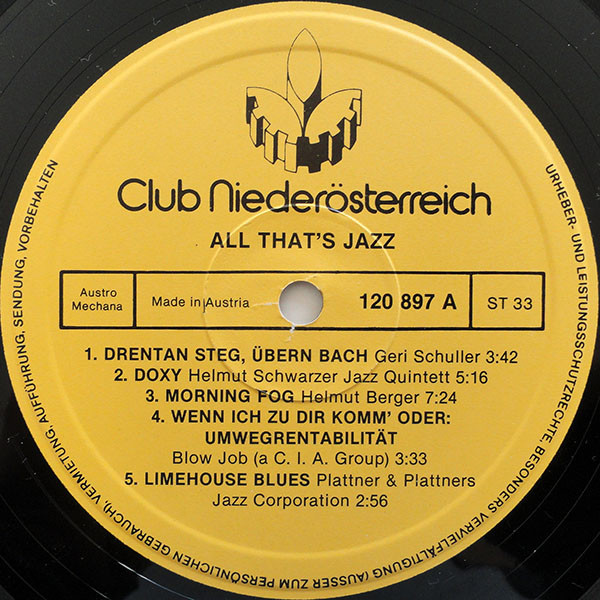 Club Niederösterreich
ALL THAT'S JAZZ
Austro
Mechana
Made in Austria
120 897 A
ST 33
1. DRENTAN STEG, ÜBERN BACH Geri Schuller 3:42
2. DOXY Helmut Schwarzer Jazz Quintett 5:16
3. MORNING FOG Helmut Berger 7:24
4. WENN ICH ZU DIR KOMM' ODER:
UMWEGRENTABILITÄT
Blow Job (a C. I. A. Group) 3:33
5. LIMEHOUSE BLUES Plattner & Plattners
Jazz Corporation 2:56
URHEBER- UND LEISTUNGSSCHUTZRECHTE, BESONDERS VERVIELFÄLTIGUNG (AUSSER ZUM PERSÖNLICHEN GEBRAUCH), VERMIETUNG, AUFFÜHRUNG, SENDUNG, VORBEHALTEN